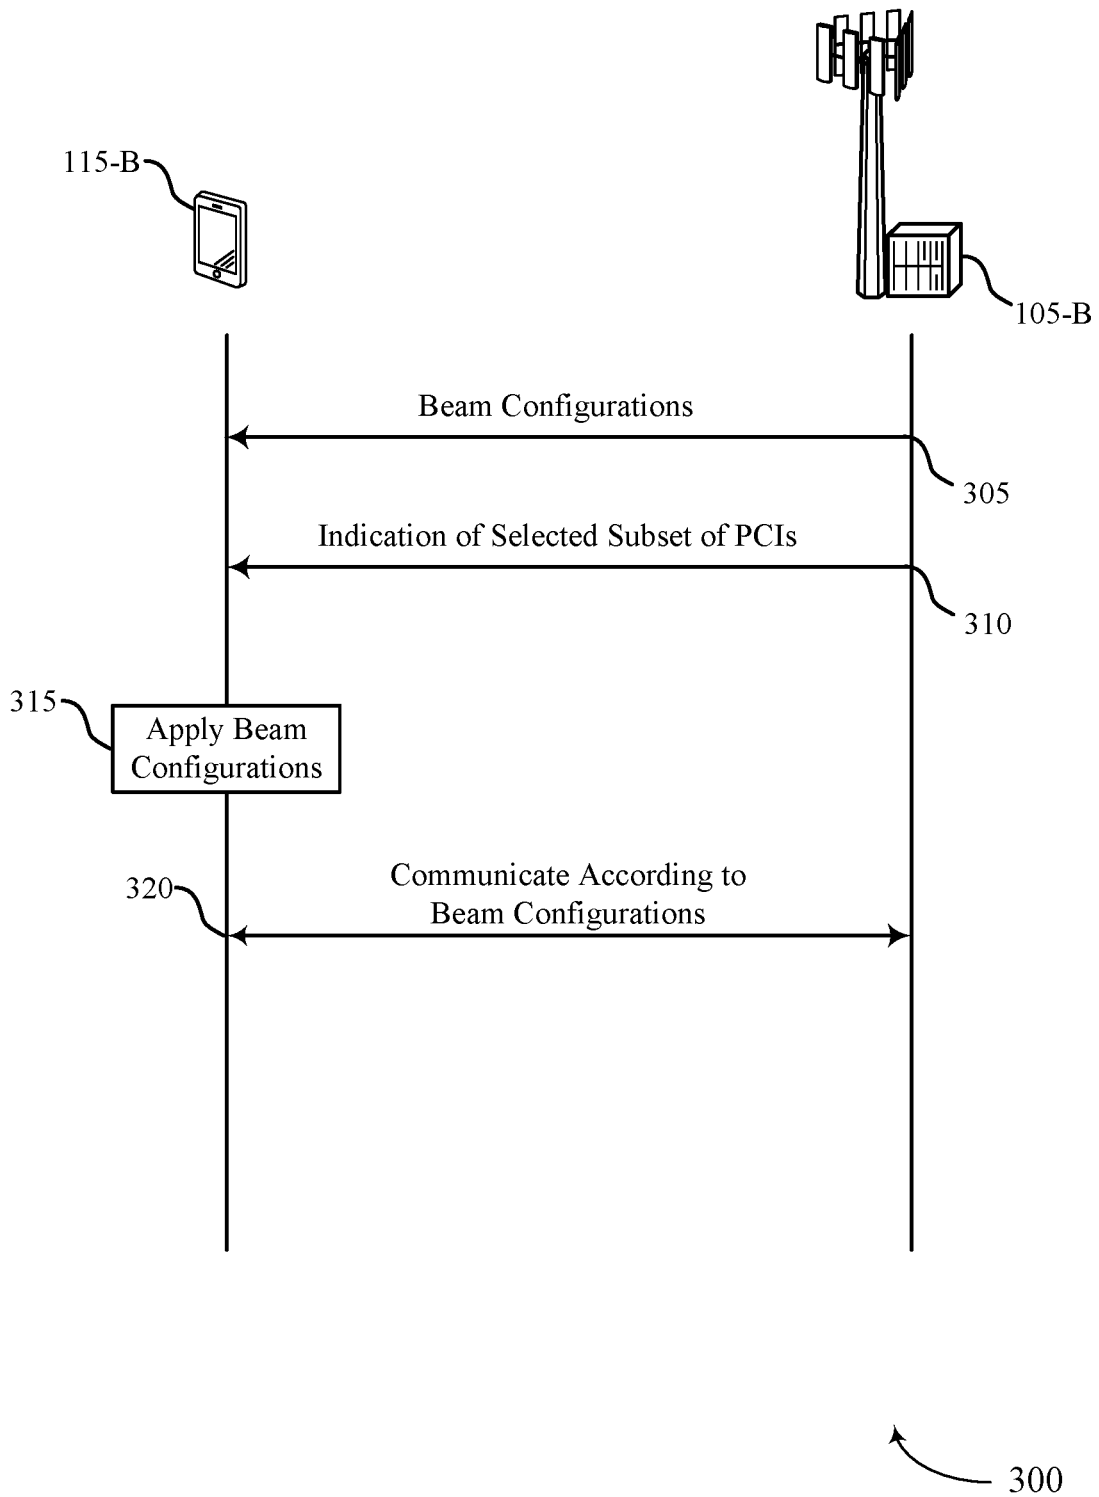 115-B
105-B
Beam Configurations
305
Indication of Selected Subset of PCIs
310
315
Apply Beam
Configurations
320
Communicate According to
Beam Configurations
300